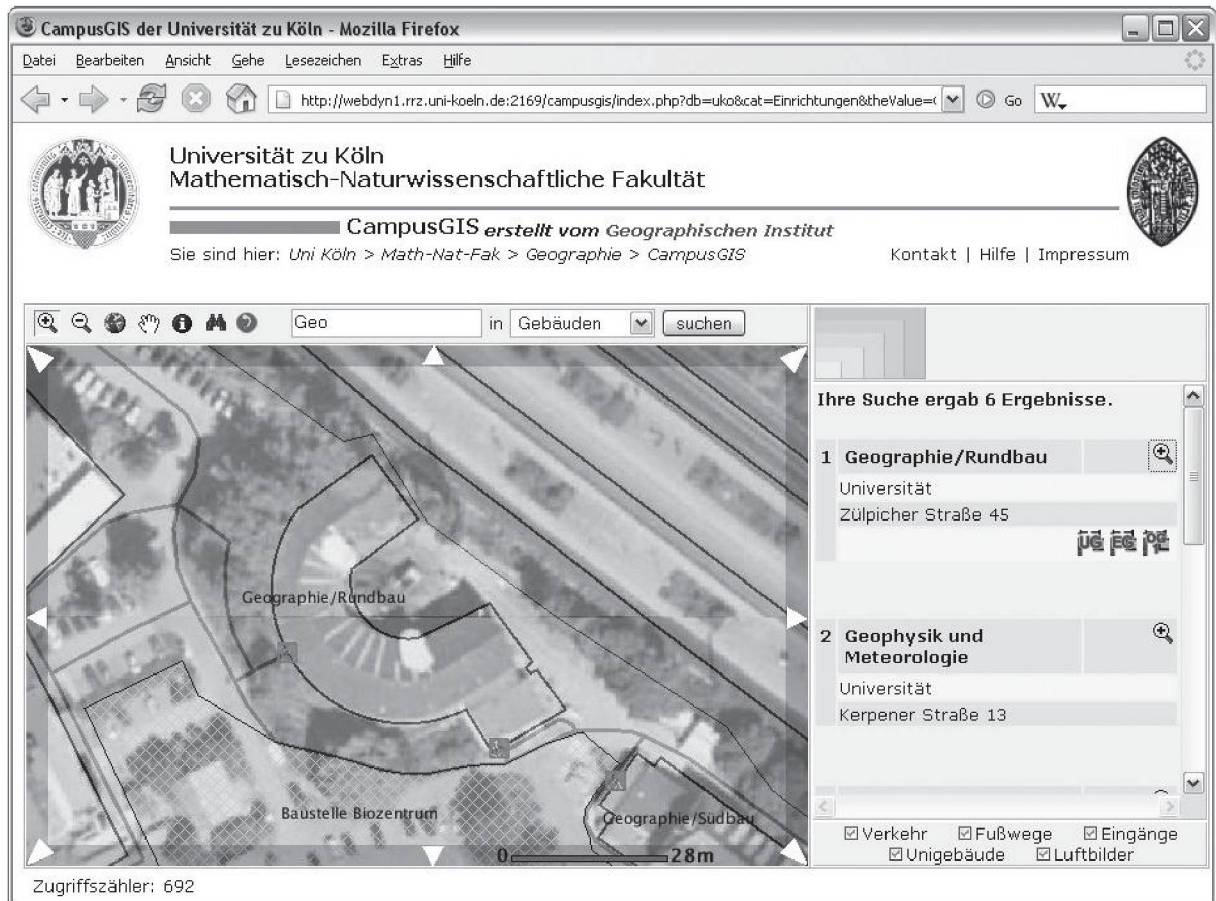 CampusGIS der Universität zu Köln - Mozilla Firefox
Datei Bearbeiten Ansicht Gehe Lesezeichen Extras Hilfe
http://webdyn1.rrz.uni-koeln.de:2169/campusgis/index.php?db=uko&cat=Einrichtungen&theValue=( Go W
Universität zu Köln
Mathematisch-Naturwissenschaftliche Fakultät
CampusGIS erstellt vom Geographischen Institut
Sie sind hier: Uni Köln > Math-Nat-Fak > Geographie > CampusGIS Kontakt | Hilfe | Impressum
Geo in Gebäuden suchen
Geographie/Rundbau
Baustelle Biozentrum
Geographie/Südbau
0 28m
Ihre Suche ergab 6 Ergebnisse.
1 Geographie/Rundbau
Universität
Zülpicher Straße 45
UG EG
2 Geophysik und
Meteorologie
Universität
Kerpener Straße 13
Verkehr Fußwege Eingänge
Unigebäude Luftbilder
Zugriffszähler: 692